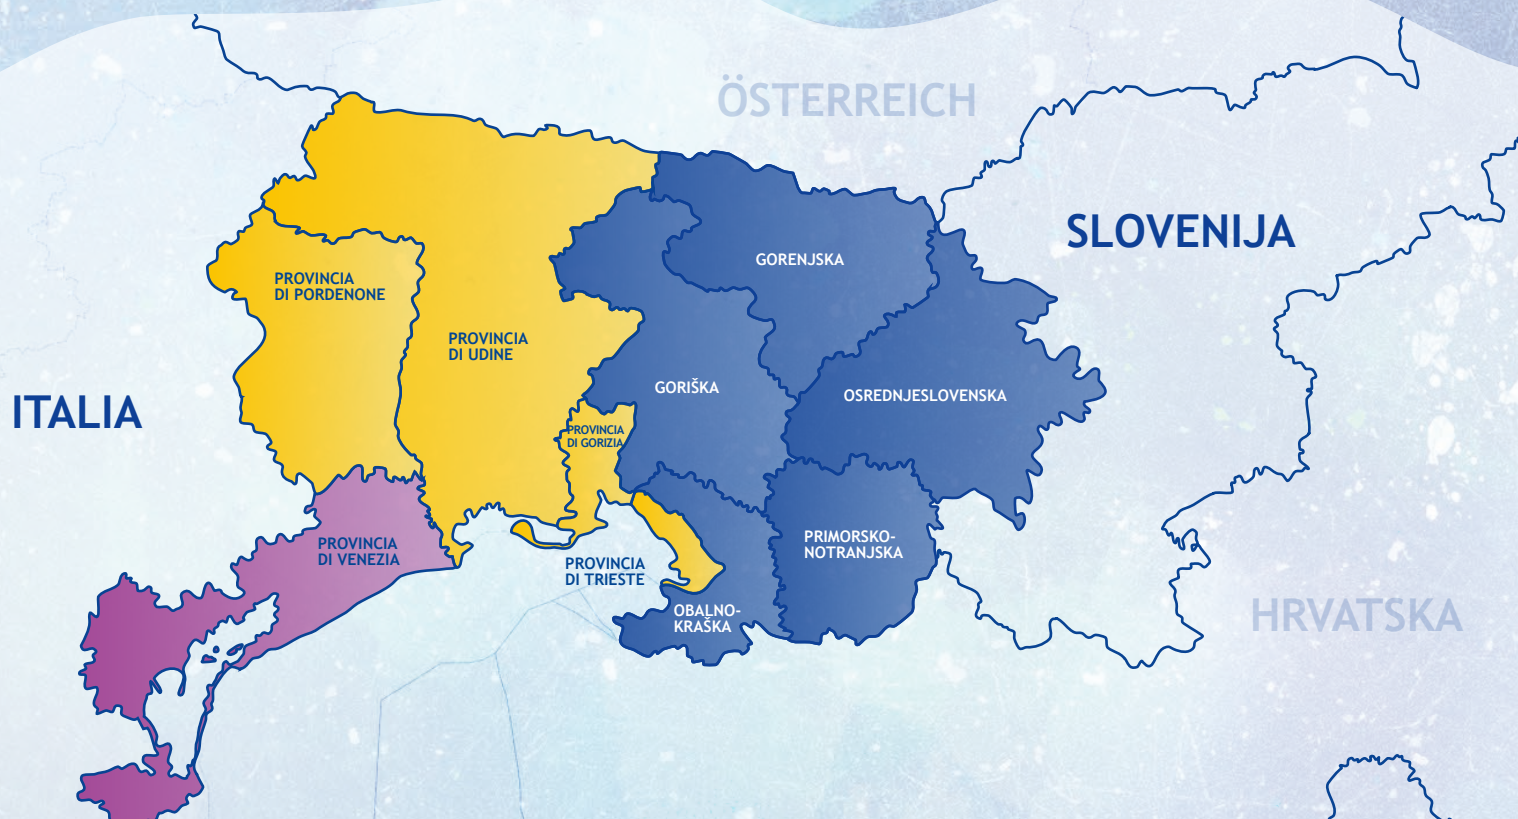 ÖSTERREICH
SLOVENIJA
GORENJSKA
PROVINCIA
DI PORDENONE
PROVINCIA
DI UDINE
GORIŠKA
OSREDNJESLOVENSKA
ITALIA
PROVINCIA
DI GORIZIA
PROVINCIA
DI VENEZIA
PRIMORSKO-
NOTRANJSKA
PROVINCIA
DI TRIESTE
OBALNO-
KRAŠKA
HRVATSKA